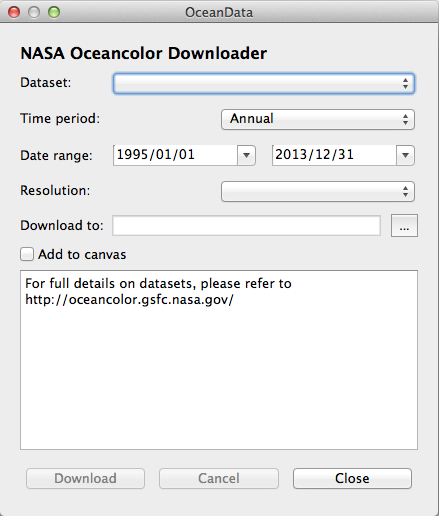 OceanData
NASA Oceancolor Downloader
Dataset:
Time period: Annual
Date range: 1995/01/01 2013/12/31
Resolution:
Download to: ...
Add to canvas
For full details on datasets, please refer to
http://oceancolor.gsfc.nasa.gov/
Download Cancel Close